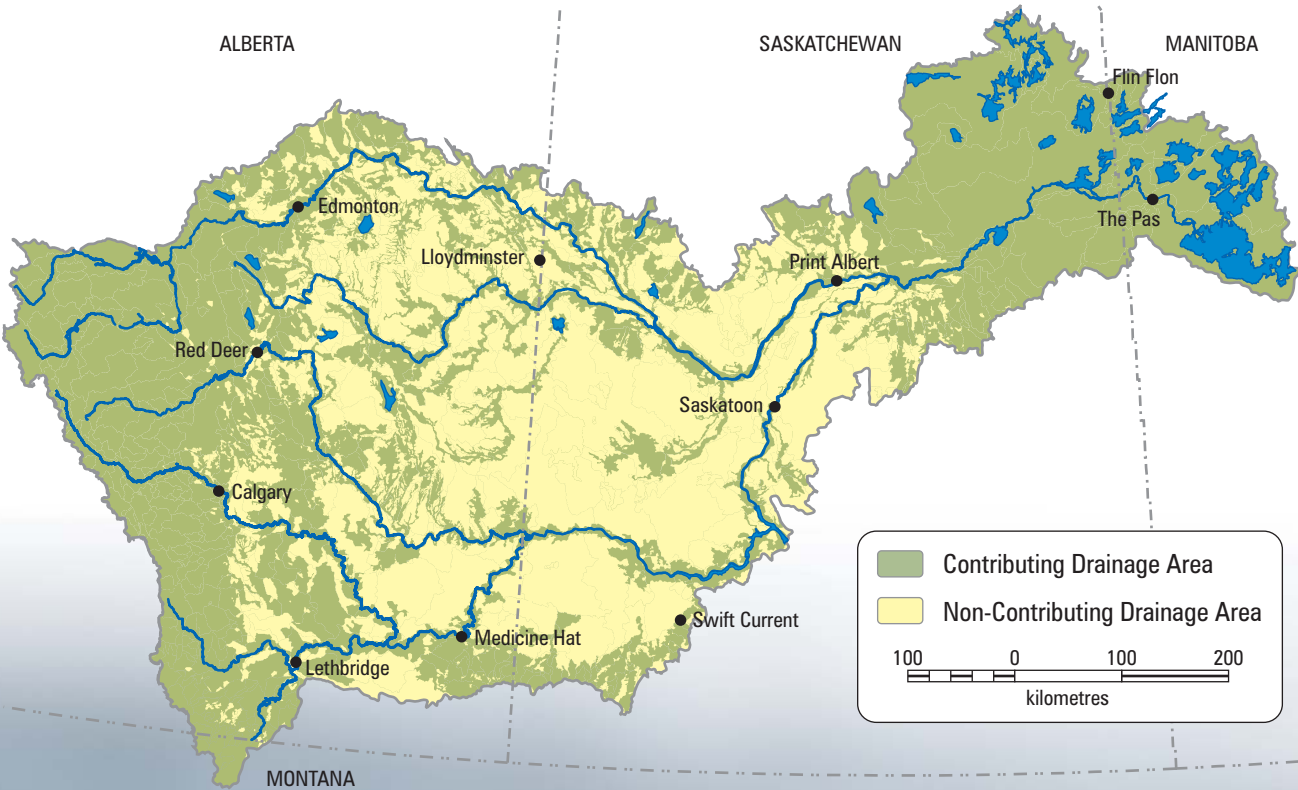 ALBERTA
SASKATCHEWAN
MANITOBA
Flin Flon
Edmonton
The Pas
Lloydminster
Print Albert
Red Deer
Saskatoon
Calgary
Contributing Drainage Area
Non-Contributing Drainage Area
Swift Current
Medicine Hat
Lethbridge
100 0 100 200
kilometres
MONTANA